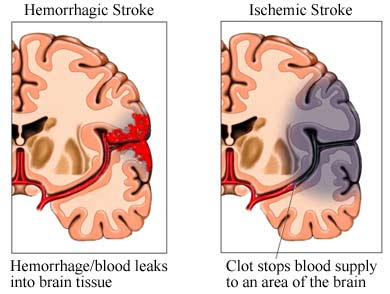 Hemorrhagic Stroke
Ischemic Stroke
Hemorrhage/blood leaks
into brain tissue
Clot stops blood supply
to an area of the brain